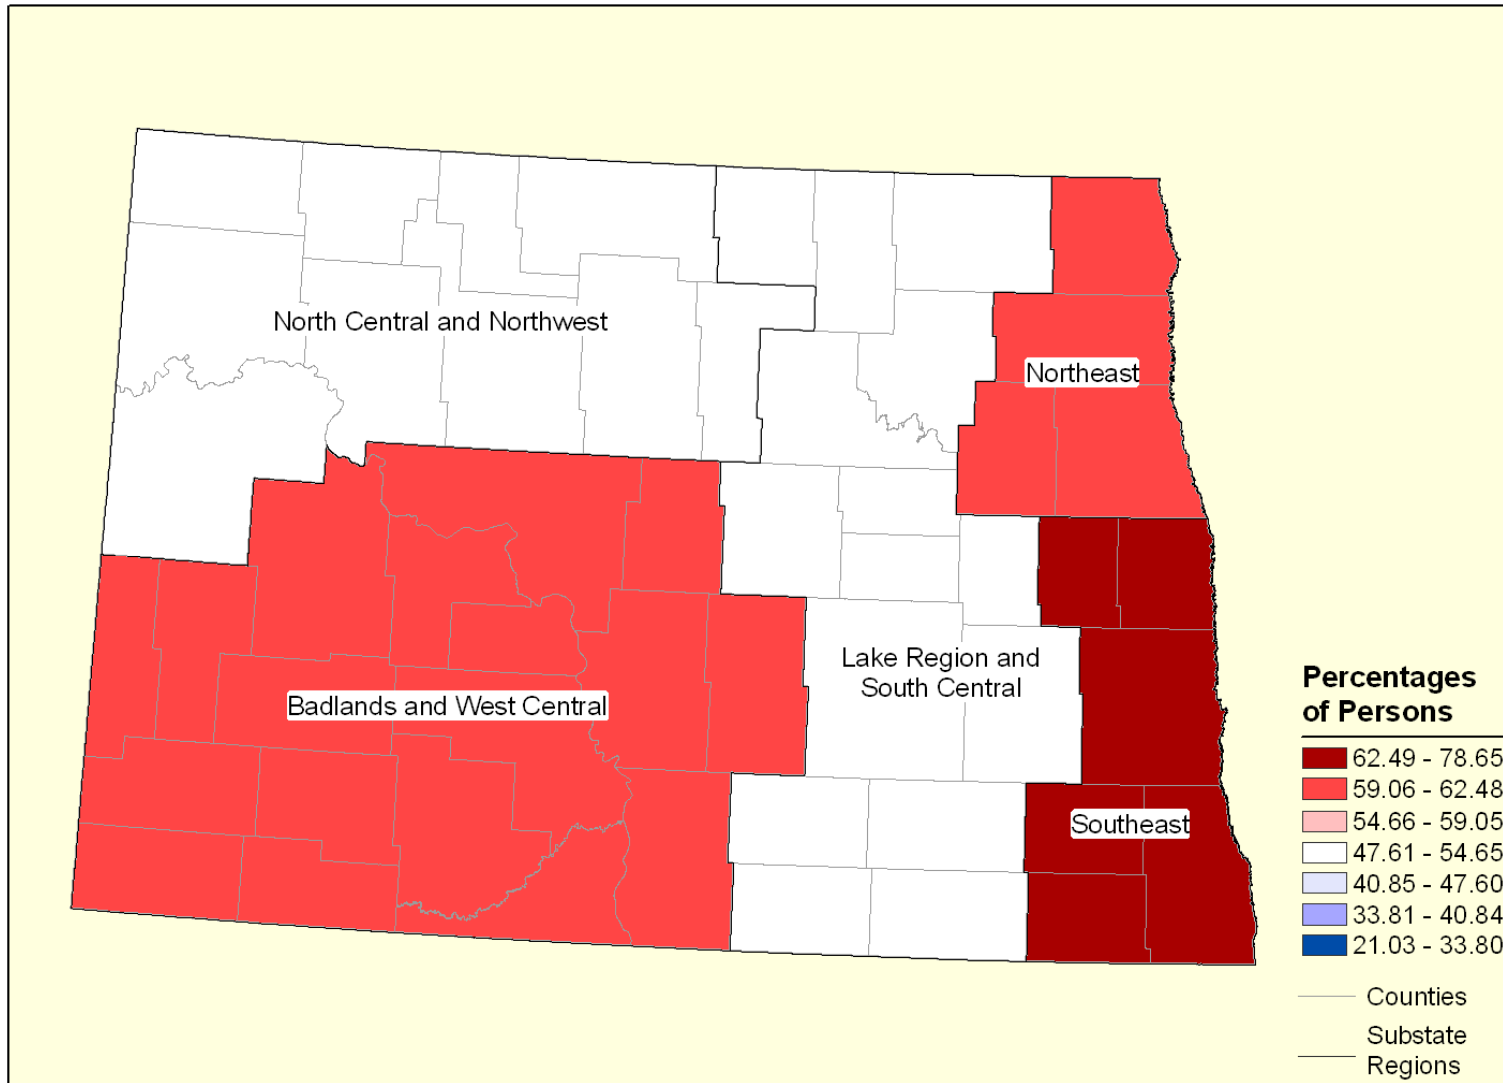 North Central and Northwest
Northeast
Lake Region and
South Central
Badlands and West Central
Southeast
Percentages
of Persons
62.49 - 78.65
59.06 - 62.48
54.66 - 59.05
47.61 - 54.65
40.85 - 47.60
33.81 - 40.84
21.03 - 33.80
Counties
Substate
Regions